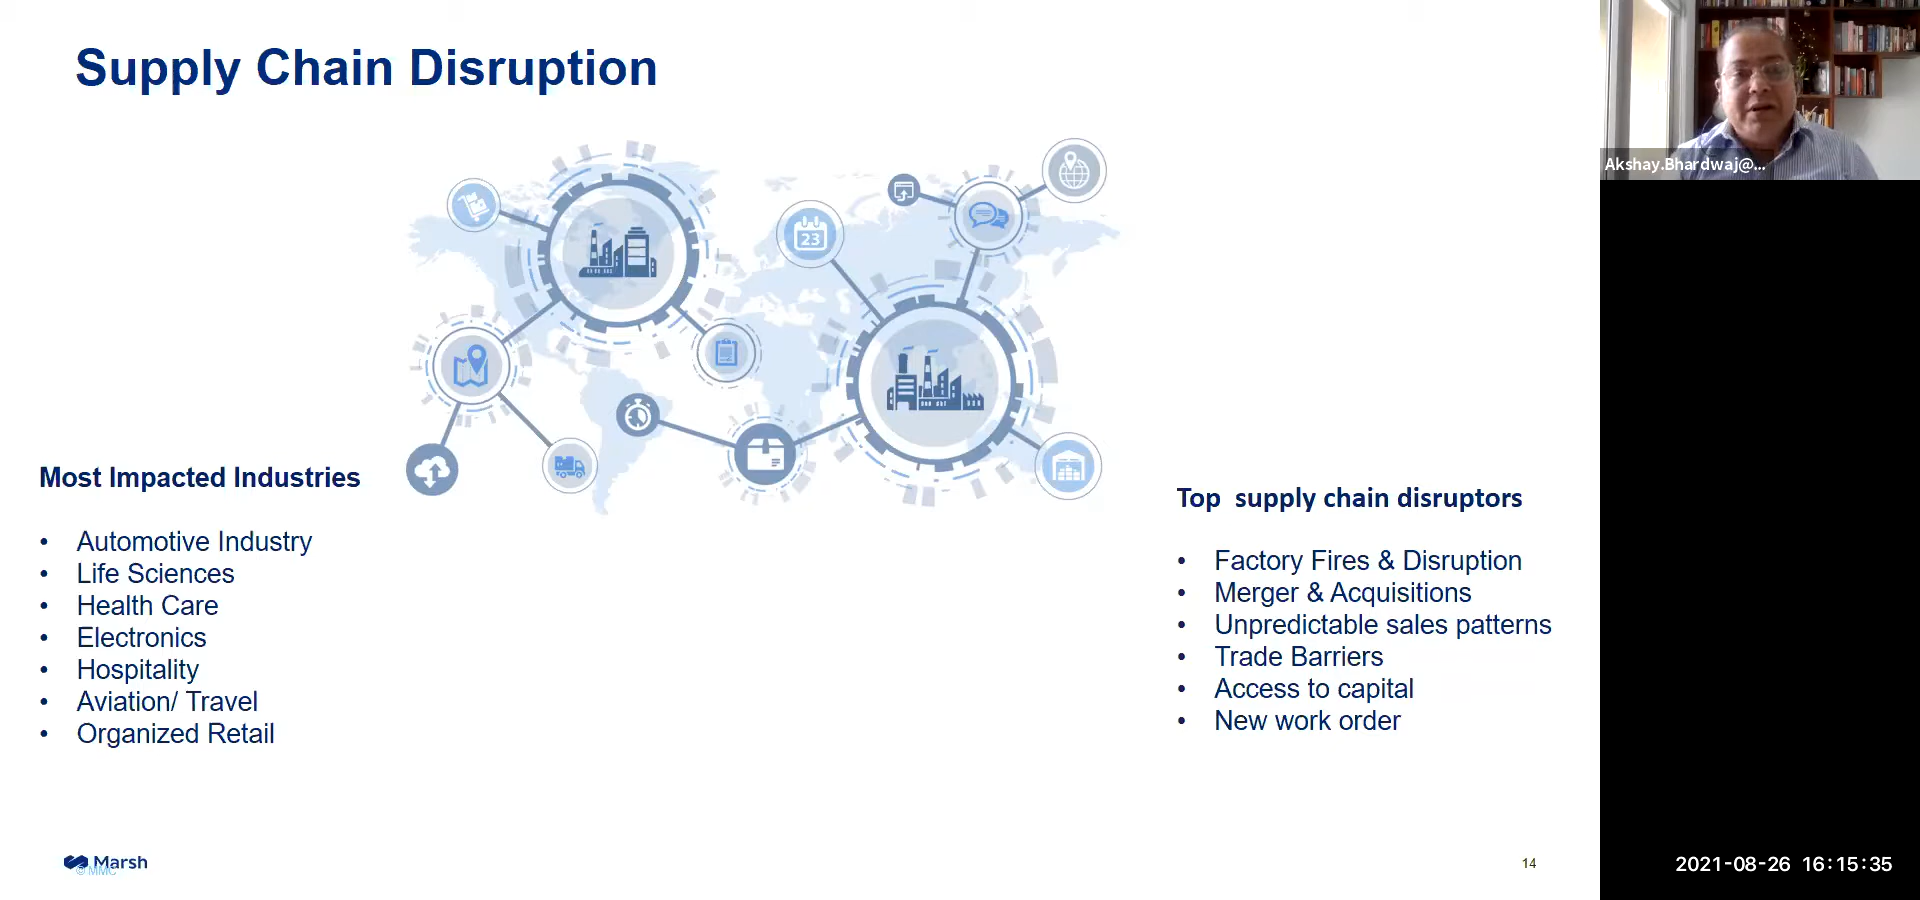 Supply Chain Disruption
Akshay.Bhardwaj@...
23
Most Impacted Industries
• Automotive Industry
• Life Sciences
• Health Care
• Electronics
• Hospitality
• Aviation/ Travel
• Organized Retail
Top  supply chain disruptors
• Factory Fires & Disruption
• Merger & Acquisitions
• Unpredictable sales patterns
• Trade Barriers
• Access to capital
• New work order
Marsh
© MMC
14
2021-08-26 16:15:35